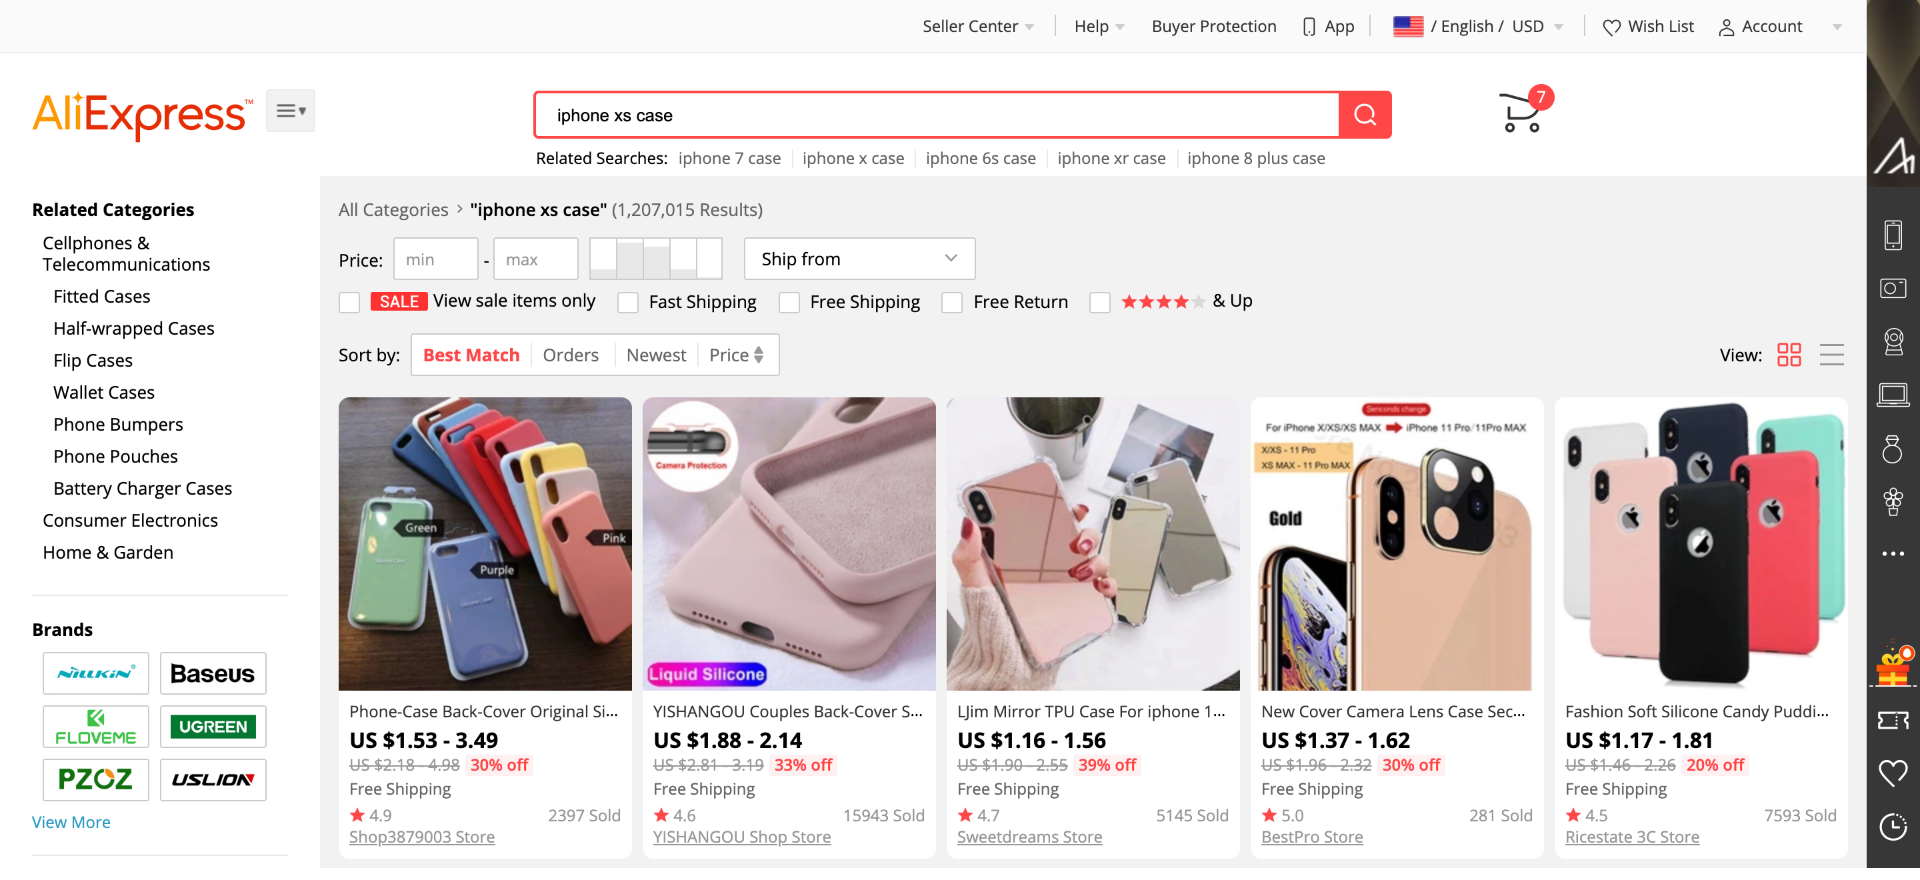 Seller Center
Help
Buyer Protection
App
/ English / USD
Wish List
Account
AliExpress™
iphone xs case
7
Related Searches: iphone 7 case iphone x case iphone 6s case iphone xr case iphone 8 plus case
Related Categories
Cellphones &
Telecommunications
Fitted Cases
Half-wrapped Cases
Flip Cases
Wallet Cases
Phone Bumpers
Phone Pouches
Battery Charger Cases
Consumer Electronics
Home & Garden
Brands
NILLKIN®
Baseus
FLOVEME
UGREEN
PZOZ
USLION
View More
All Categories > "iphone xs case" (1,207,015 Results)
Price: min - max
Ship from
SALE View sale items only
Fast Shipping
Free Shipping
Free Return
& Up
Sort by: Best Match Orders Newest Price
View:
Green
Pink
Purple
Phone-Case Back-Cover Original Si...
US $1.53 - 3.49
US $2.18 - 4.98 30% off
Free Shipping
4.9 2397 Sold
Shop3879003 Store
Camera Protection
Liquid Silicone
YISHANGOU Couples Back-Cover S...
US $1.88 - 2.14
US $2.81 - 3.19 33% off
Free Shipping
4.6 15943 Sold
YISHANGOU Shop Store
LJim Mirror TPU Case For iphone 1...
US $1.16 - 1.56
US $1.90 - 2.55 39% off
Free Shipping
4.7 5145 Sold
Sweetdreams Store
Senconds change
For iPhone X/XS/XS MAX iPhone 11 Pro/11Pro MAX
X/XS - 11 Pro
XS MAX - 11 Pro MAX
Gold
New Cover Camera Lens Case Sec...
US $1.37 - 1.62
US $1.96 - 2.32 30% off
Free Shipping
5.0 281 Sold
BestPro Store
Fashion Soft Silicone Candy Puddi...
US $1.17 - 1.81
US $1.46 - 2.26 20% off
Free Shipping
4.5 7593 Sold
Ricestate 3C Store